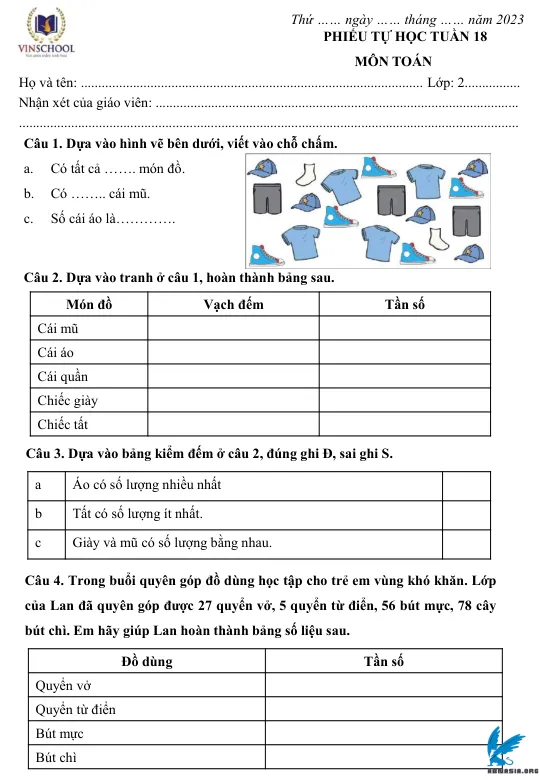 VINSCHOOL
Thứ …… ngày …… tháng …… năm 2023
PHIẾU TỰ HỌC TUẦN 18
MÔN TOÁN
Họ và tên: .................................................................................. Lớp: 2................
Nhận xét của giáo viên: ........................................................................................
........................................................................................................................
Câu 1. Dựa vào hình vẽ bên dưới, viết vào chỗ chấm.
a. Có tất cả ……. món đồ.
b. Có …….. cái mũ.
c. Số cái áo là………….
Câu 2. Dựa vào tranh ở câu 1, hoàn thành bảng sau.
Món đồ Vạch đếm Tần số
Cái mũ
Cái áo
Cái quần
Chiếc giày
Chiếc tất
Câu 3. Dựa vào bảng kiểm đếm ở câu 2, đúng ghi Đ, sai ghi S.
a Áo có số lượng nhiều nhất
b Tất có số lượng ít nhất.
c Giày và mũ có số lượng bằng nhau.
Câu 4. Trong buổi quyên góp đồ dùng học tập cho trẻ em vùng khó khăn. Lớp
của Lan đã quyên góp được 27 quyển vở, 5 quyển từ điển, 56 bút mực, 78 cây
bút chì. Em hãy giúp Lan hoàn thành bảng số liệu sau.
Đồ dùng Tần số
Quyển vở
Quyển từ điển
Bút mực
Bút chì